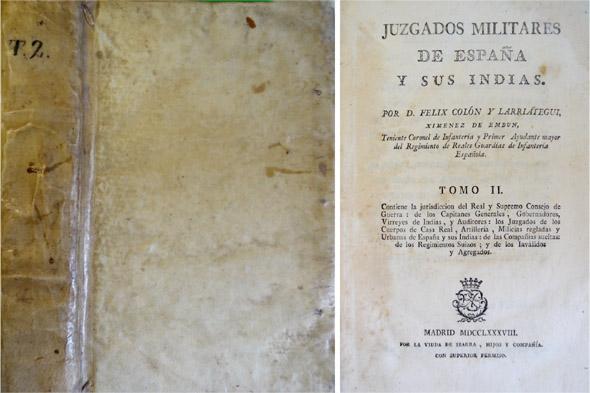 T. 2.
JUZGADOS MILITARES
DE ESPAÑA
Y SUS INDIAS.
POR D. FELIX COLÓN Y LARRIÁTEGUI,
XIMENEZ DE EMBUN,
Teniente Coronel de Infantería y Primer Ayudante mayor
del Regimiento de Reales Guardias de Infanteria
Española.
TOMO II.
Contiene la jurisdiccion del Real y Supremo Consejo de
Guerra: de los Capitanes Generales, Gobernadores,
Virreyes de Indias, y Auditores: los Juzgados de los
Cuerpos de Casa Real, Artillería, Milicias regladas y
Urbanas de España y sus Indias: de las Compañías sueltas:
de los Regimientos Suizos; y de los Inválidos
y Agregados.
MADRID MDCCLXXXVIII.
POR LA VIUDA DE IBARRA, HIJOS Y COMPAÑÍA.
CON SUPERIOR PERMISO.